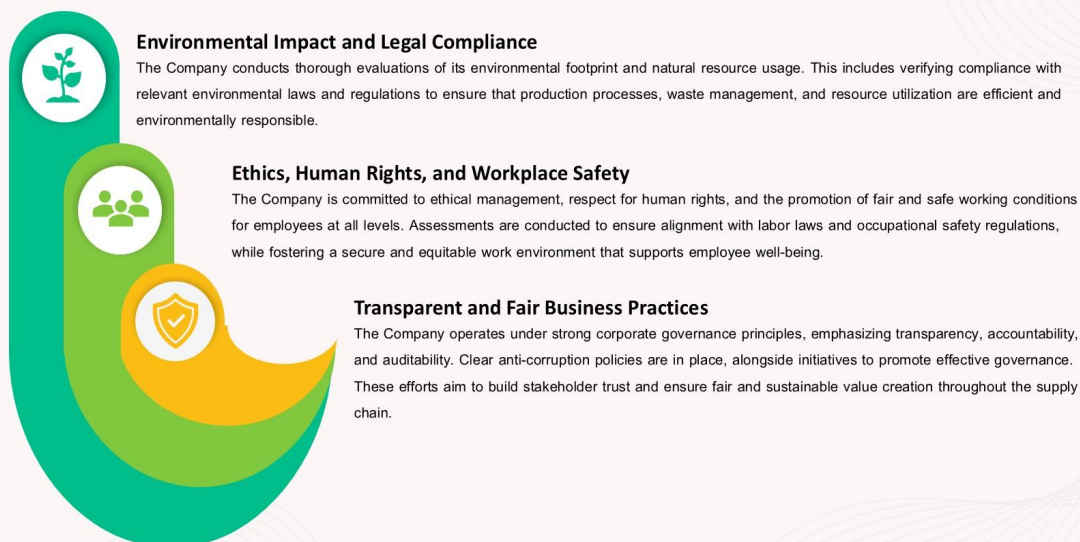 Environmental Impact and Legal Compliance
The Company conducts thorough evaluations of its environmental footprint and natural resource usage. This includes verifying compliance with
relevant environmental laws and regulations to ensure that production processes, waste management, and resource utilization are efficient and
environmentally responsible.
Ethics, Human Rights, and Workplace Safety
The Company is committed to ethical management, respect for human rights, and the promotion of fair and safe working conditions
for employees at all levels. Assessments are conducted to ensure alignment with labor laws and occupational safety regulations,
while fostering a secure and equitable work environment that supports employee well-being.
Transparent and Fair Business Practices
The Company operates under strong corporate governance principles, emphasizing transparency, accountability,
and auditability. Clear anti-corruption policies are in place, alongside initiatives to promote effective governance.
These efforts aim to build stakeholder trust and ensure fair and sustainable value creation throughout the supply
chain.